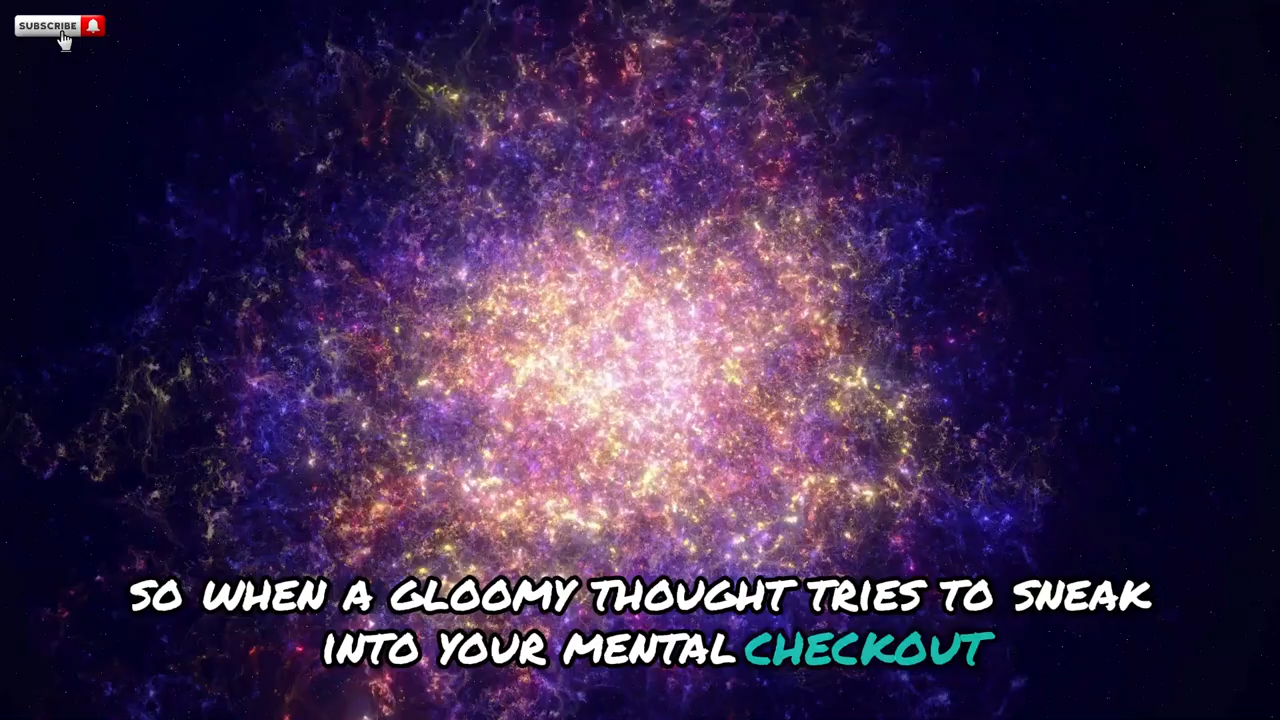 SUBSCRIBE
SO WHEN A GLOOMY THOUGHT TRIES TO SNEAK
INTO YOUR MENTAL CHECKOUT